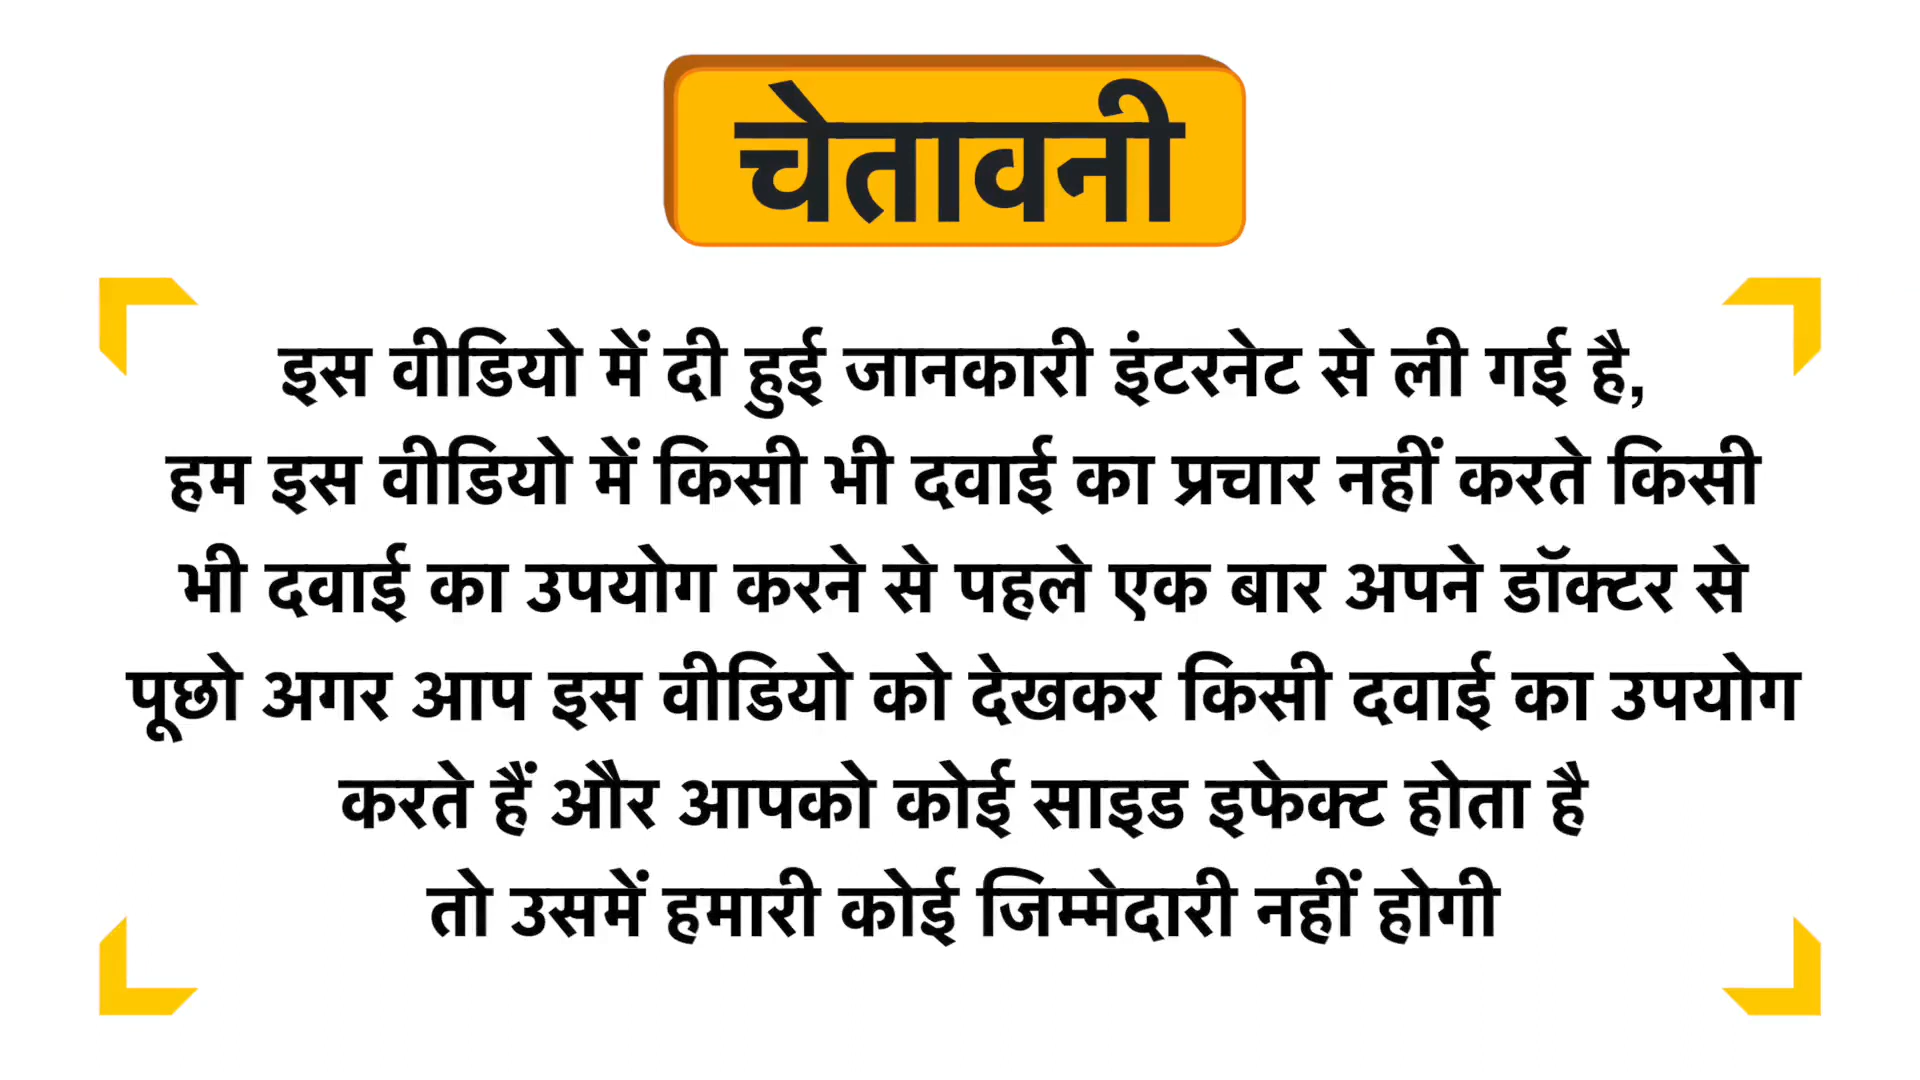 चेतावनी
इस वीडियो में दी हुई जानकारी इंटरनेट से ली गई है,
हम इस वीडियो में किसी भी दवाई का प्रचार नहीं करते किसी
भी दवाई का उपयोग करने से पहले एक बार अपने डॉक्टर से
पूछो अगर आप इस वीडियो को देखकर किसी दवाई का उपयोग
करते हैं और आपको कोई साइड इफेक्ट होता है
तो उसमें हमारी कोई जिम्मेदारी नहीं होगी